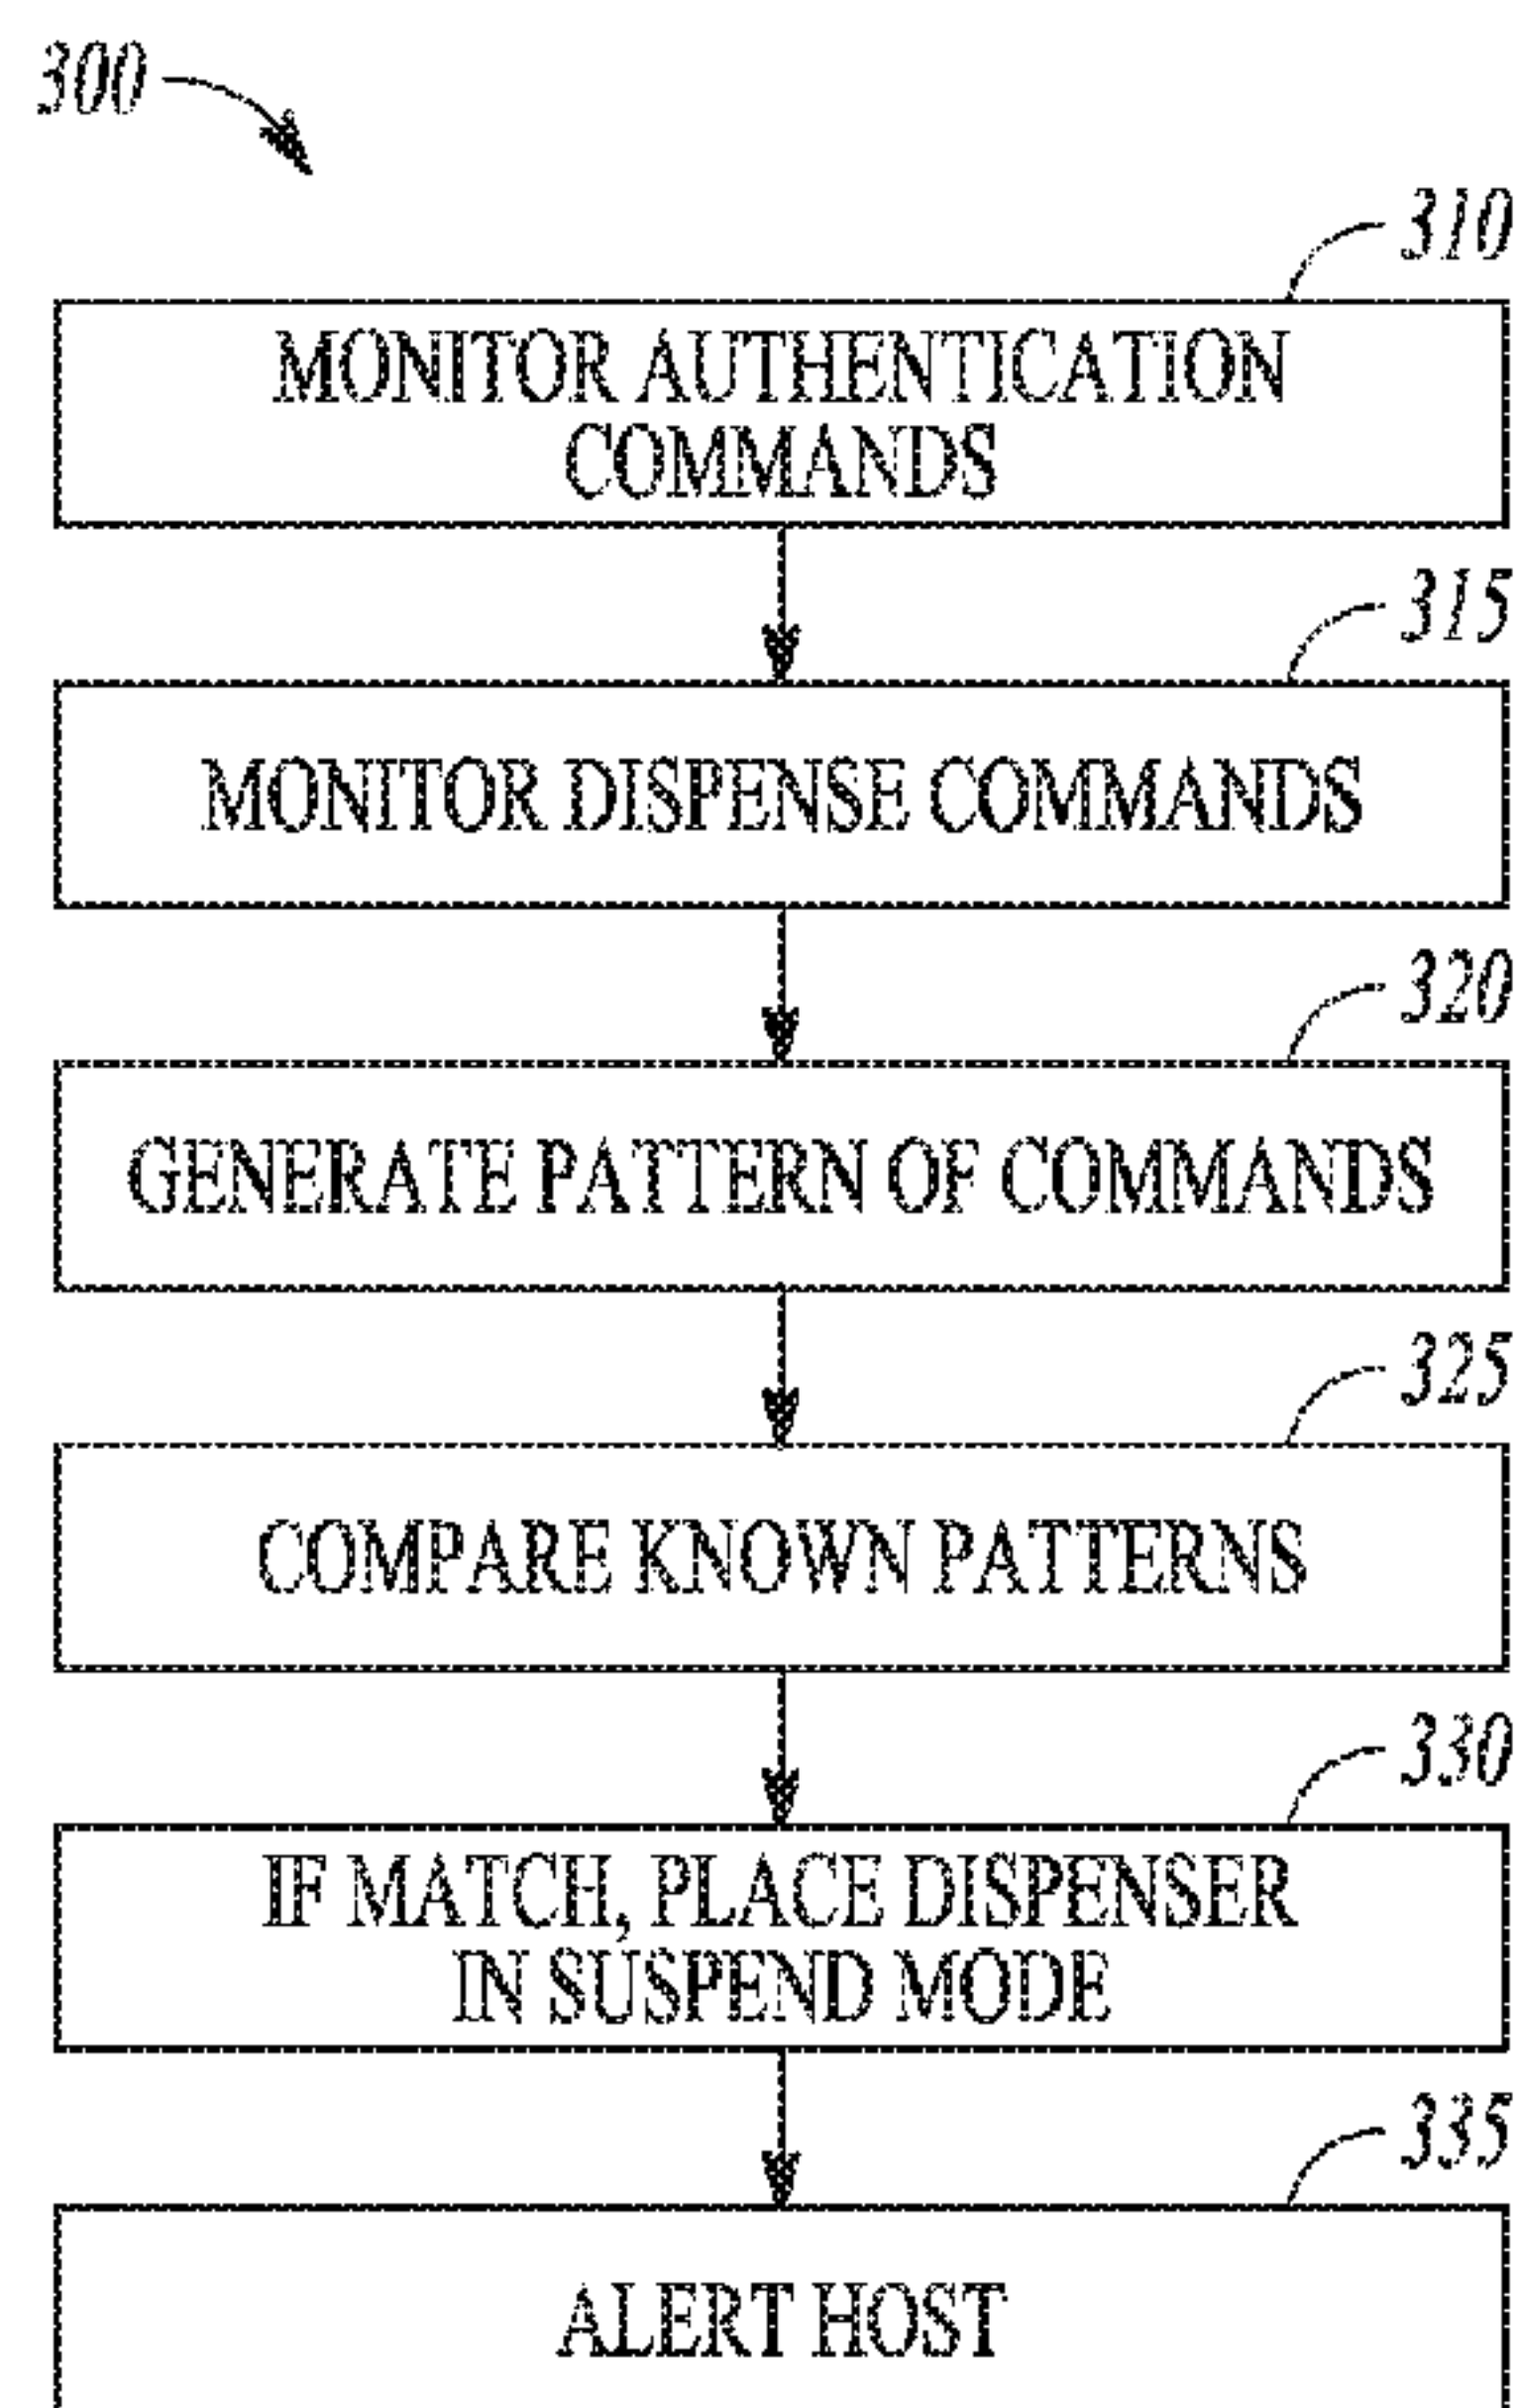 300
310
MONITOR AUTHENTICATION
COMMANDS
315
MONITOR DISPENSE COMMANDS
320
GENERATE PATTERN OF COMMANDS
325
COMPARE KNOWN PATTERNS
330
IF MATCH, PLACE DISPENSER
IN SUSPEND MODE
335
ALERT HOST